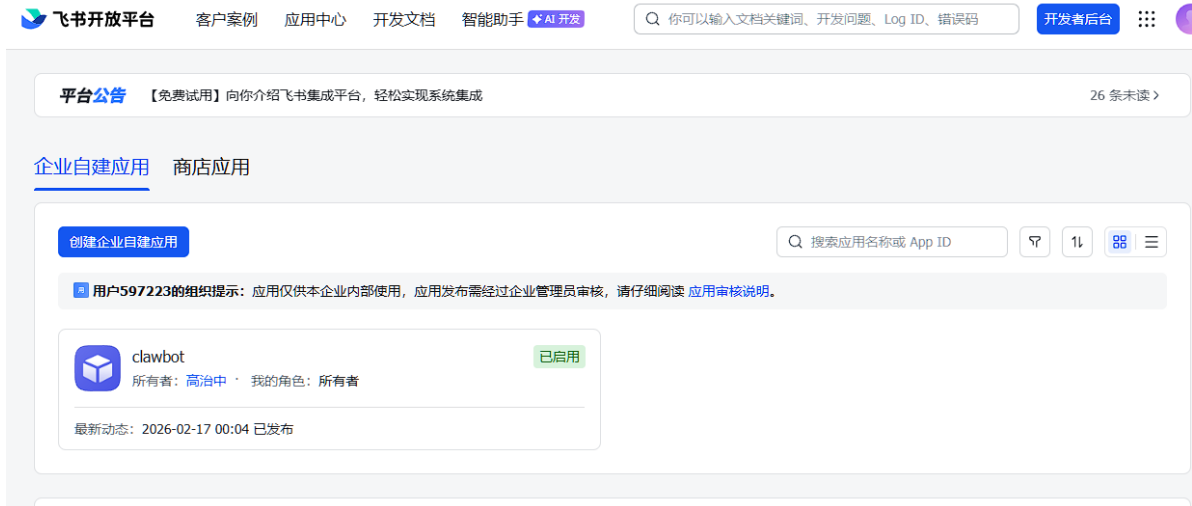 飞书开放平台 客户案例 应用中心 开发文档 智能助手 AI 开发 你可以输入文档关键词、开发问题、Log ID、错误码 开发者后台
平台公告 【免费试用】向你介绍飞书集成平台，轻松实现系统集成 26 条未读
企业自建应用 商店应用
创建企业自建应用 搜索应用名称或 App ID
用户597223的组织提示：应用仅供本企业内部使用，应用发布需经过企业管理员审核，请仔细阅读 应用审核说明。
clawbot 已启用
所有者：高治中 · 我的角色：所有者
最新动态：2026-02-17 00:04 已发布